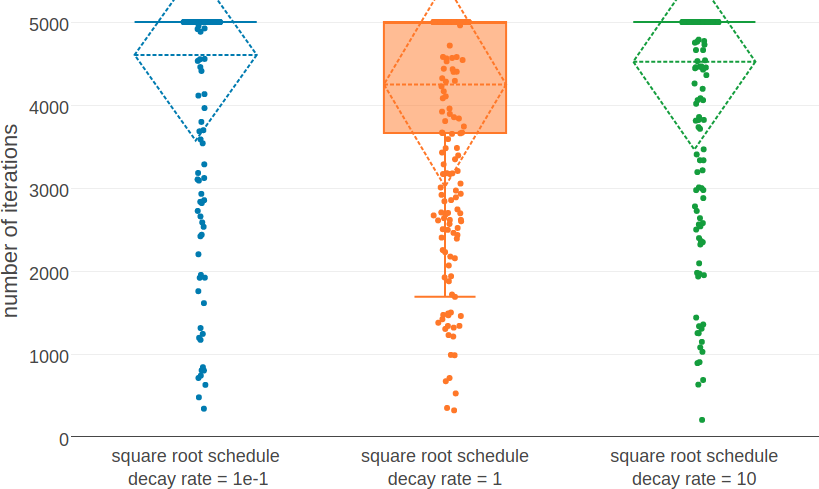 number of iterations
5000
4000
3000
2000
1000
0
square root schedule
decay rate = 1e-1
square root schedule
decay rate = 1
square root schedule
decay rate = 10